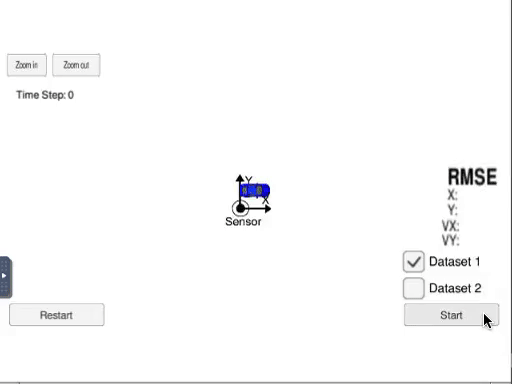 Zoom in
Zoom out
Time Step: 0
Y
X
Sensor
RMSE
X:
Y:
VX:
VY:
Dataset 1
Dataset 2
Restart
Start